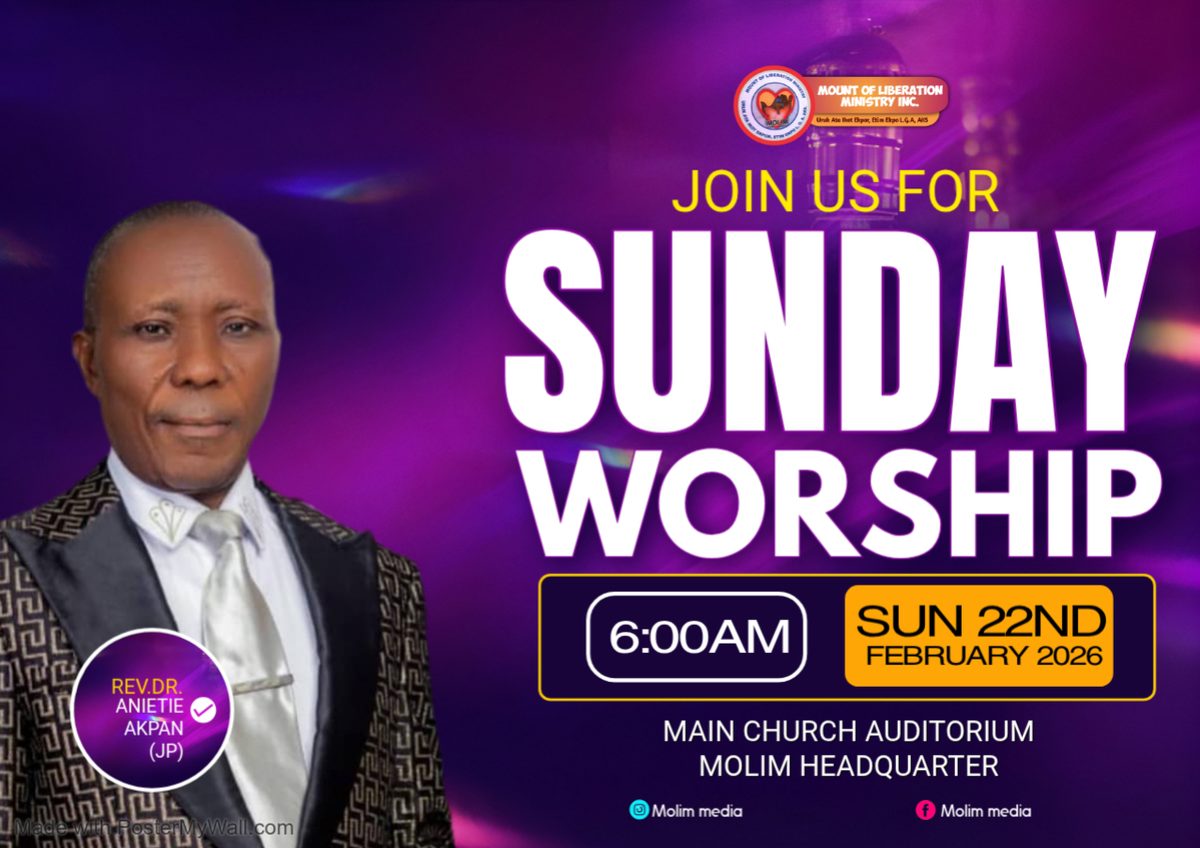 MOUNT OF LIBERATION
MINISTRY INC.
JOIN US FOR
SUNDAY
WORSHIP
6:00AM
SUN 22ND
FEBRUARY 2026
MAIN CHURCH AUDITORIUM
MOLIM HEADQUARTER
Molim media
Molim media
REV.DR.
ANIETIE
AKPAN
(JP)
Made with PosterMyWall.com